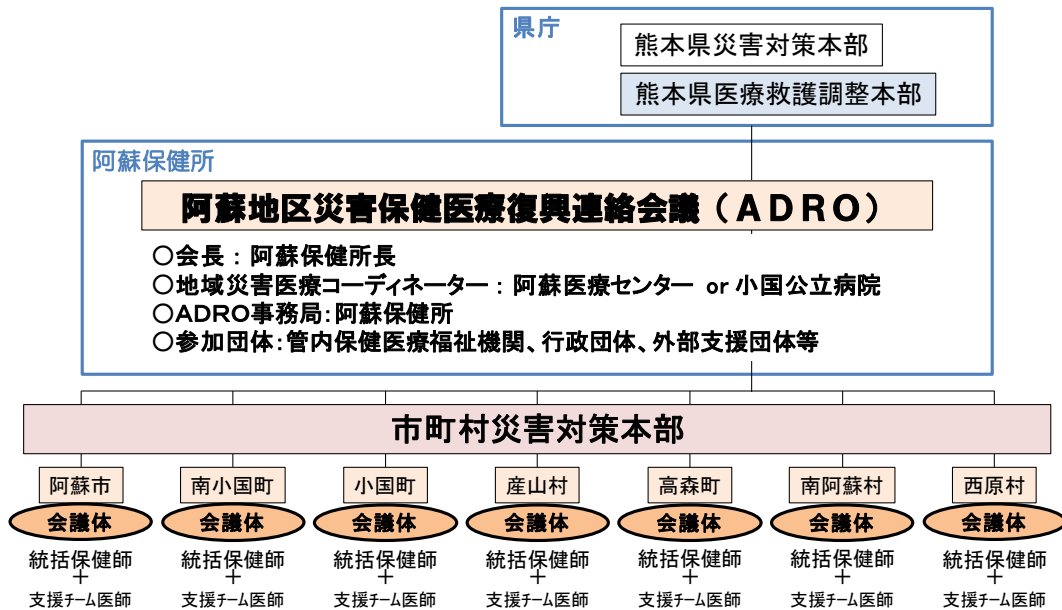 県庁
熊本県災害対策本部
熊本県医療救護調整本部
阿蘇保健所
阿蘇地区災害保健医療復興連絡会議（ADRO）
○会長：阿蘇保健所長
○地域災害医療コーディネーター：阿蘇医療センター or 小国公立病院
○ADRO事務局：阿蘇保健所
○参加団体：管内保健医療福祉機関、行政団体、外部支援団体等
市町村災害対策本部
阿蘇市 南小国町 小国町 産山村 高森町 南阿蘇村 西原村
会議体 会議体 会議体 会議体 会議体 会議体 会議体
統括保健師 統括保健師 統括保健師 統括保健師 統括保健師 統括保健師 統括保健師
＋ ＋ ＋ ＋ ＋ ＋ ＋
支援ﾁｰﾑ医師 支援ﾁｰﾑ医師 支援ﾁｰﾑ医師 支援ﾁｰﾑ医師 支援ﾁｰﾑ医師 支援ﾁｰﾑ医師 支援ﾁｰﾑ医師